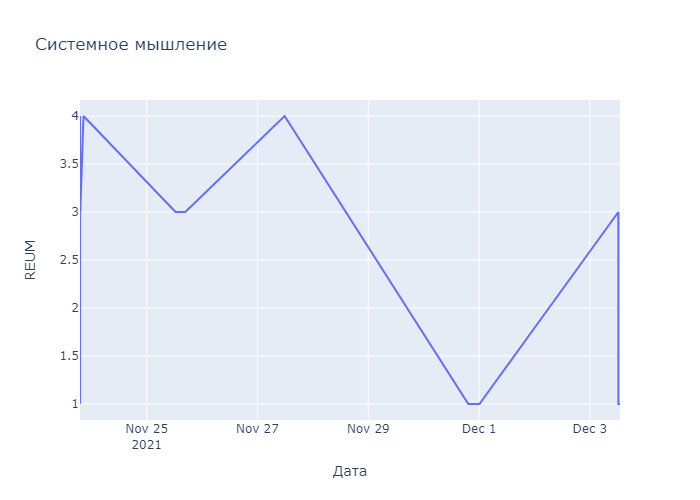 Системное мышление
4
3.5
3
2.5
2
1.5
1
REUM
Nov 25
2021
Nov 27
Nov 29
Dec 1
Dec 3
Дата